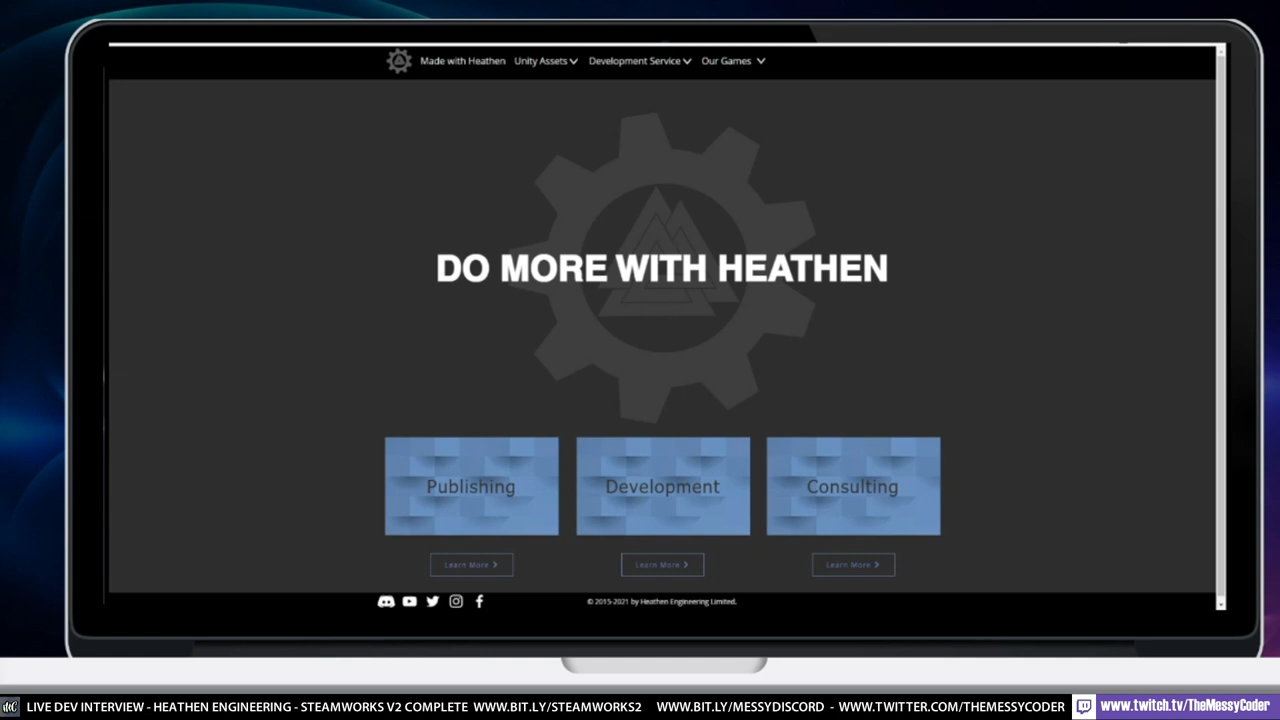 Made with Heathen Unity Assets Development Service Our Games
DO MORE WITH HEATHEN
Publishing Development Consulting
Learn More Learn More Learn More
© 2015-2021 by Heathen Engineering Limited.
LIVE DEV INTERVIEW - HEATHEN ENGINEERING - STEAMWORKS V2 COMPLETE WWW.BIT.LY/STEAMWORKS2 WWW.BIT.LY/MESSYDISCORD - WWW.TWITTER.COM/THEMESSYCODER www.twitch.tv/TheMessyCoder